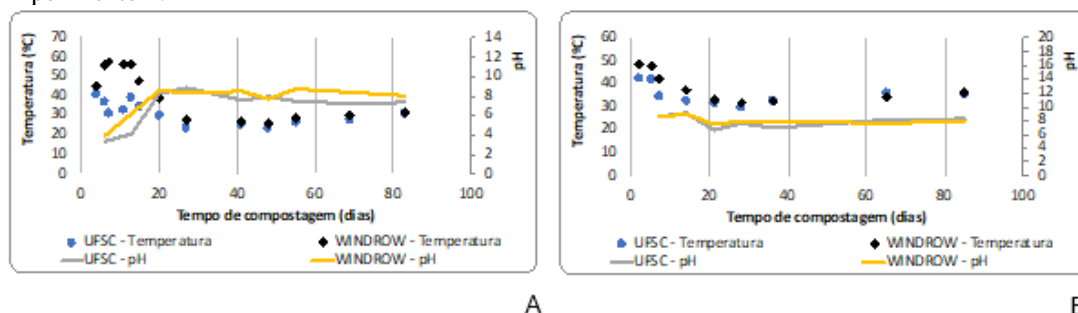 Temperatura (ºC)
70
60
50
40
30
20
10
0
14
12
10
8
6
4
2
0
pH
0 20 40 60 80 100
Tempo de compostagem (dias)
UFSC - Temperatura WINDROW - Temperatura
UFSC - pH WINDROW - pH
A
Temperatura (ºC)
60
50
40
30
20
10
0
20
18
16
14
12
10
8
6
4
2
0
pH
0 20 40 60 80 100
Tempo de compostagem (dias)
UFSC - Temperatura WINDROW - Temperatura
UFSC - pH WINDROW - pH